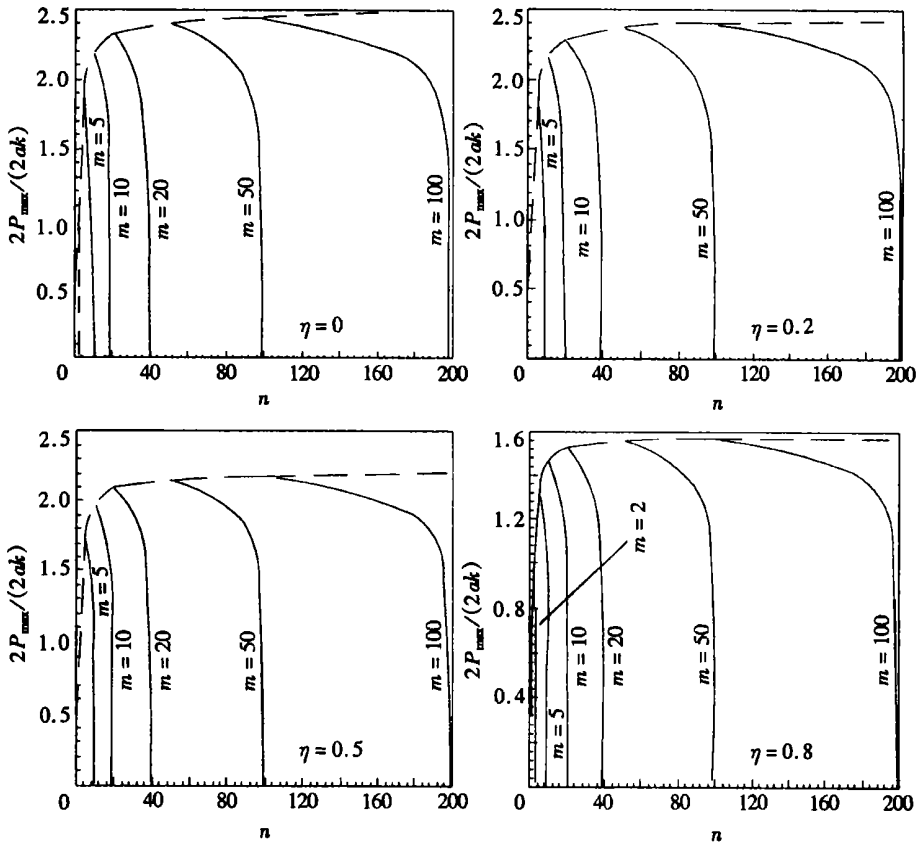 2P_max/(2ak)
2.5
2.0
1.5
1.0
0.5
0
m = 5
m = 10
m = 20
m = 50
m = 100
η = 0
0 40 80 120 160 200
n
2P_max/(2ak)
2.5
2.0
1.5
1.0
2.5
m = 5
m = 10
m = 50
m = 100
η = 0.2
0 40 80 120 160 200
n
2P_max/(2ak)
2.5
2.0
1.5
1.0
0.5
m = 5
m = 10
m = 20
m = 50
m = 100
η = 0.5
0 40 80 120 160 200
n
2P_max/(2ak)
1.6
1.2
0.8
0.4
m = 2
m = 5
m = 10
m = 20
m = 50
m = 100
η = 0.8
0 40 80 120 160 200
n